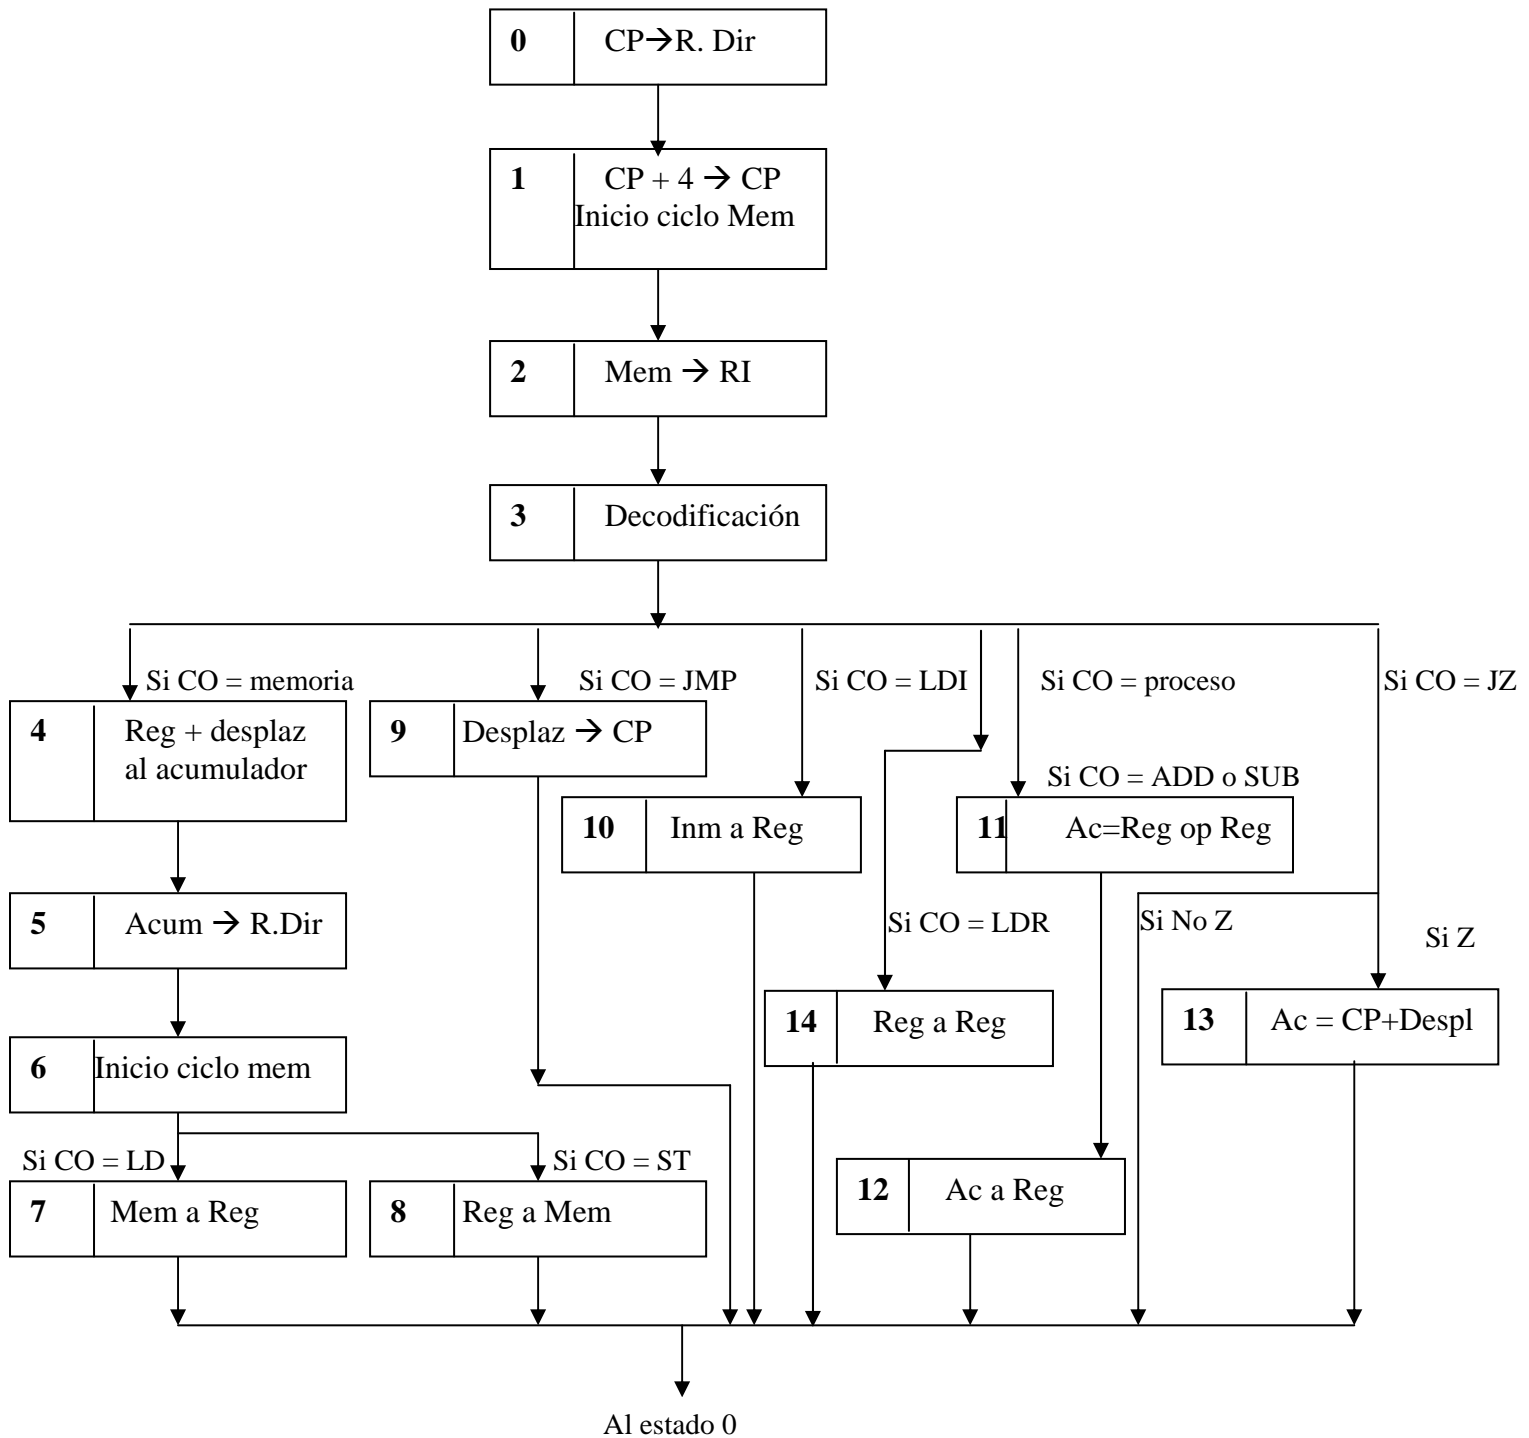 0 CP→R. Dir
1 CP + 4 → CP
Inicio ciclo Mem
2 Mem → RI
3 Decodificación
Si CO = memoria
Si CO = JMP
Si CO = LDI
Si CO = proceso
Si CO = JZ
4 Reg + desplaz
al acumulador
9 Desplaz → CP
Si CO = ADD o SUB
10 Inm a Reg
11 Ac=Reg op Reg
5 Acum → R.Dir
Si CO = LDR
Si No Z
Si Z
14 Reg a Reg
13 Ac = CP+Despl
6 Inicio ciclo mem
Si CO = LD
Si CO = ST
12 Ac a Reg
7 Mem a Reg
8 Reg a Mem
Al estado 0